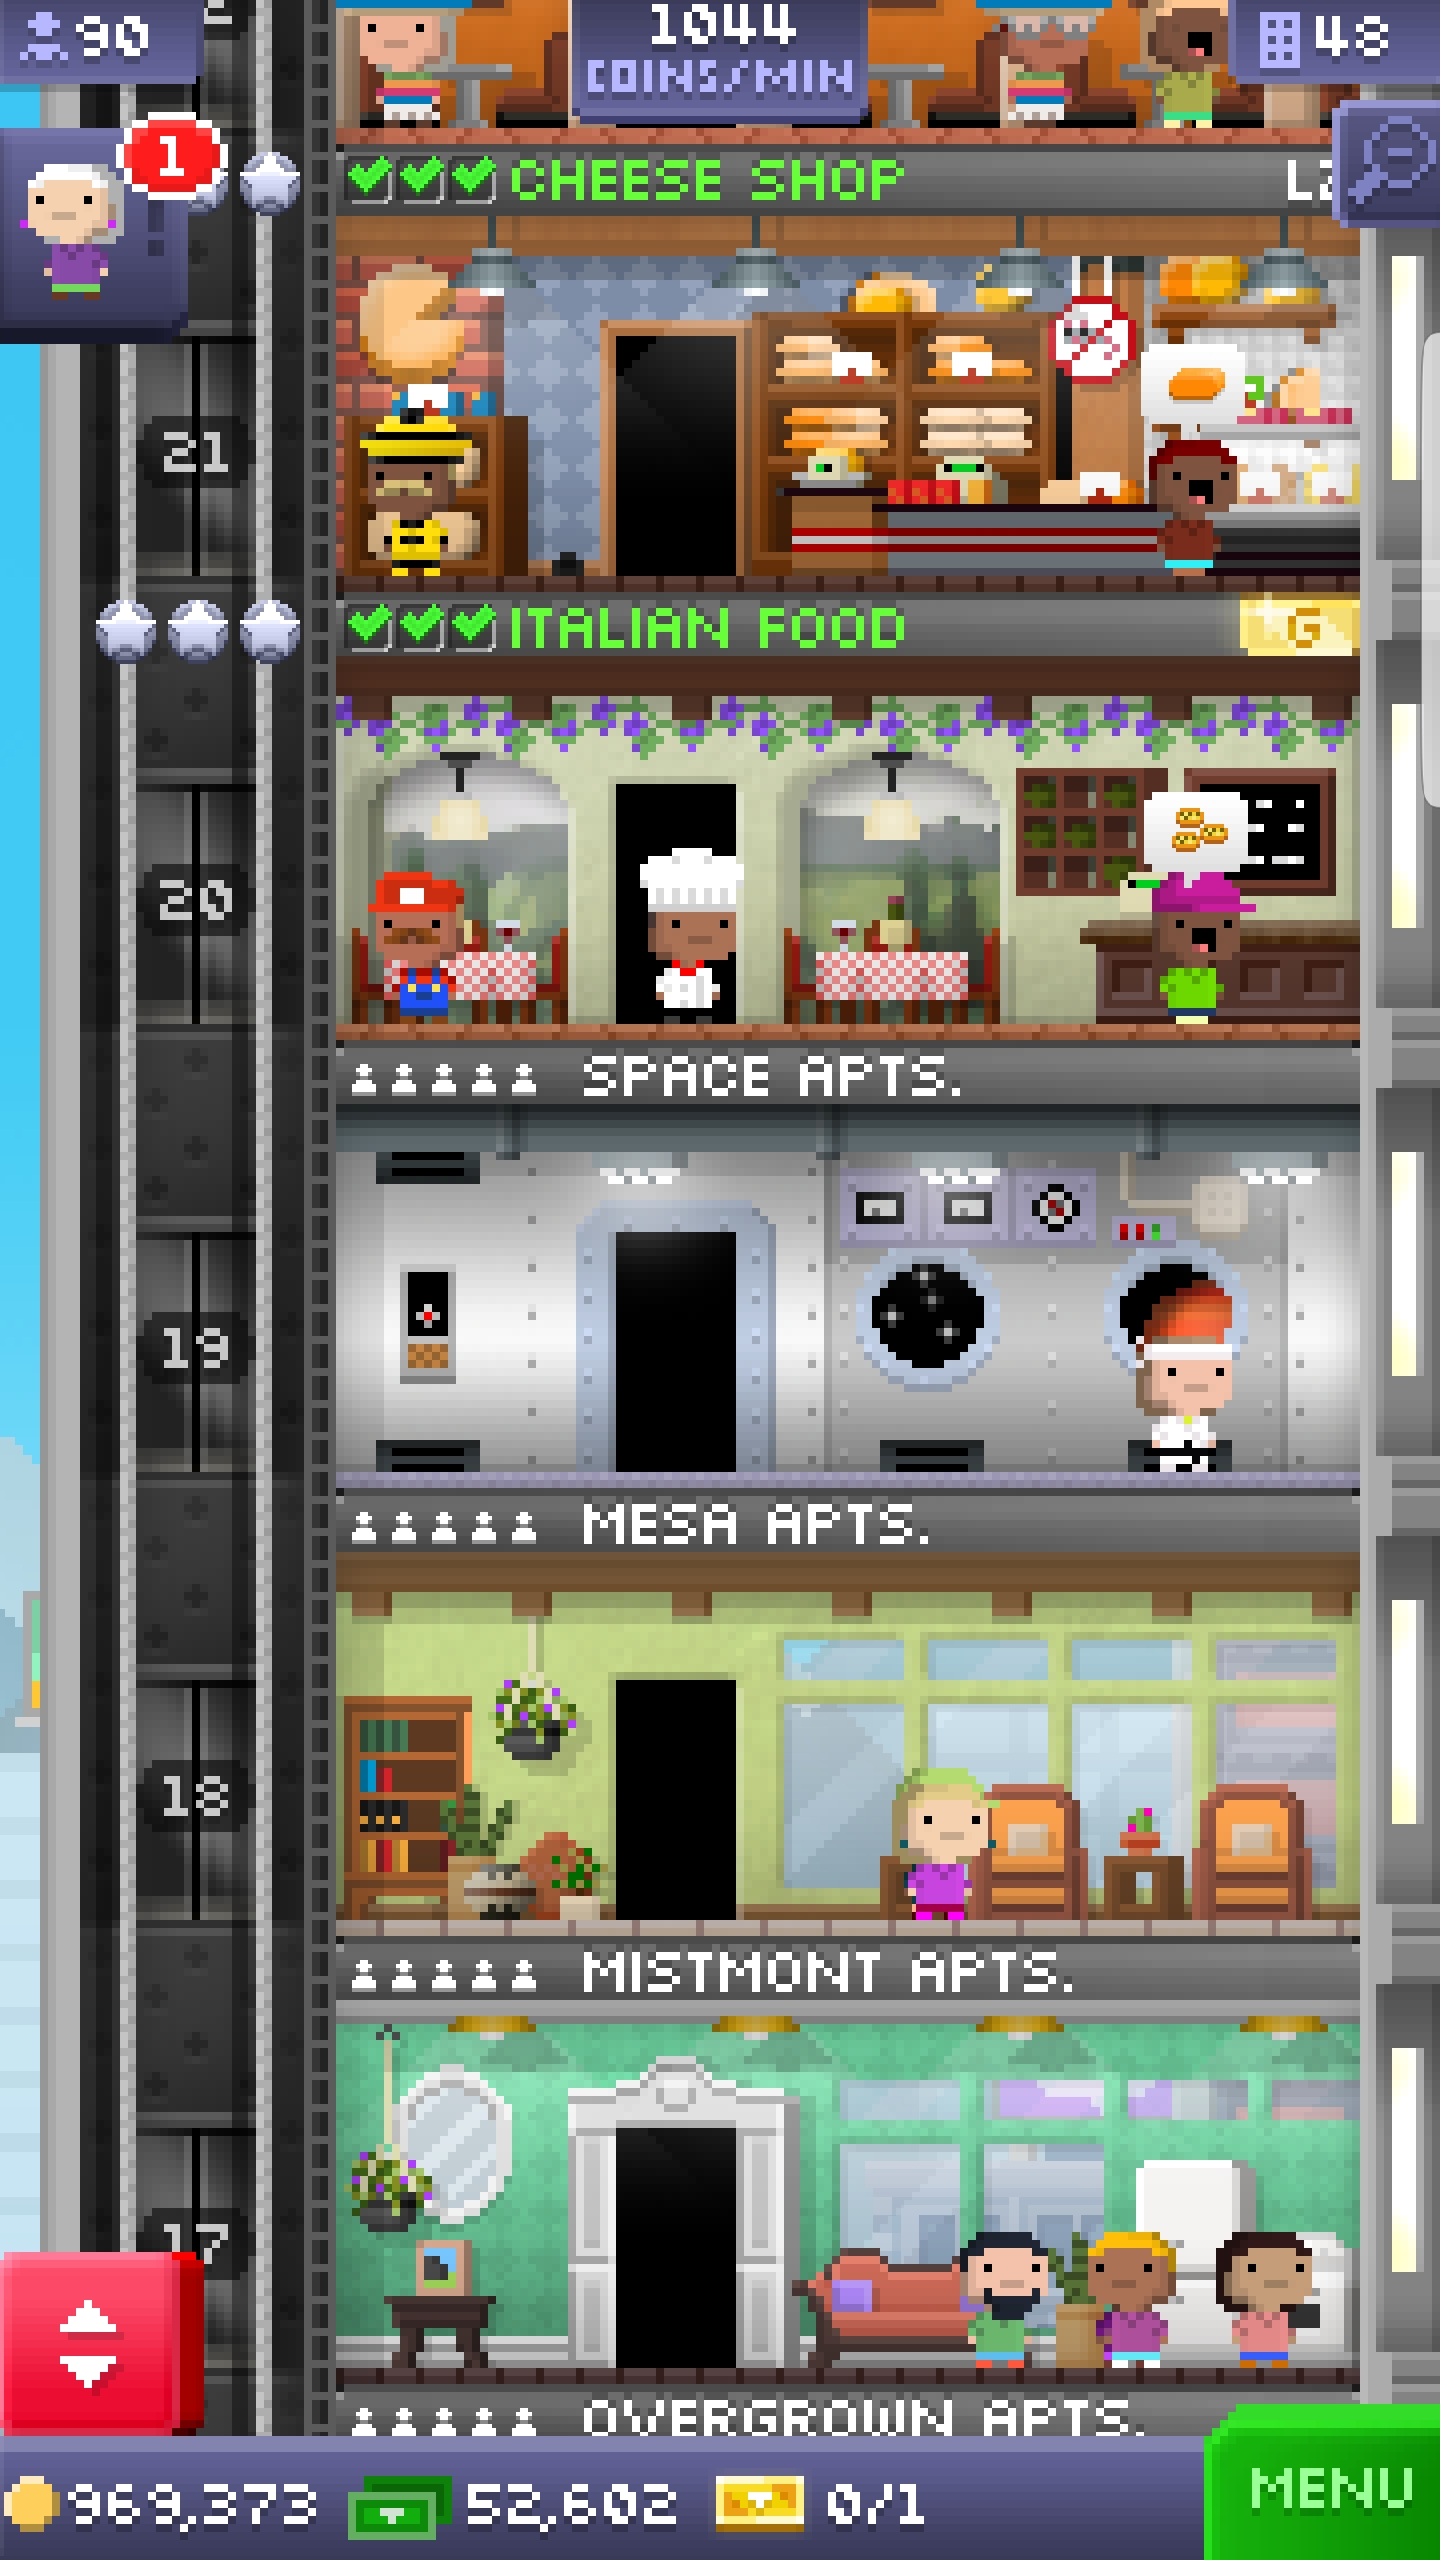 90
1044
COINS/MIN
48
1
CHEESE SHOP
21
ITALIAN FOOD
G
20
SPACE APTS.
19
MESA APTS.
18
MISTMONT APTS.
17
OVERGROWN APTS.
969,373
52,602
0/1
MENU